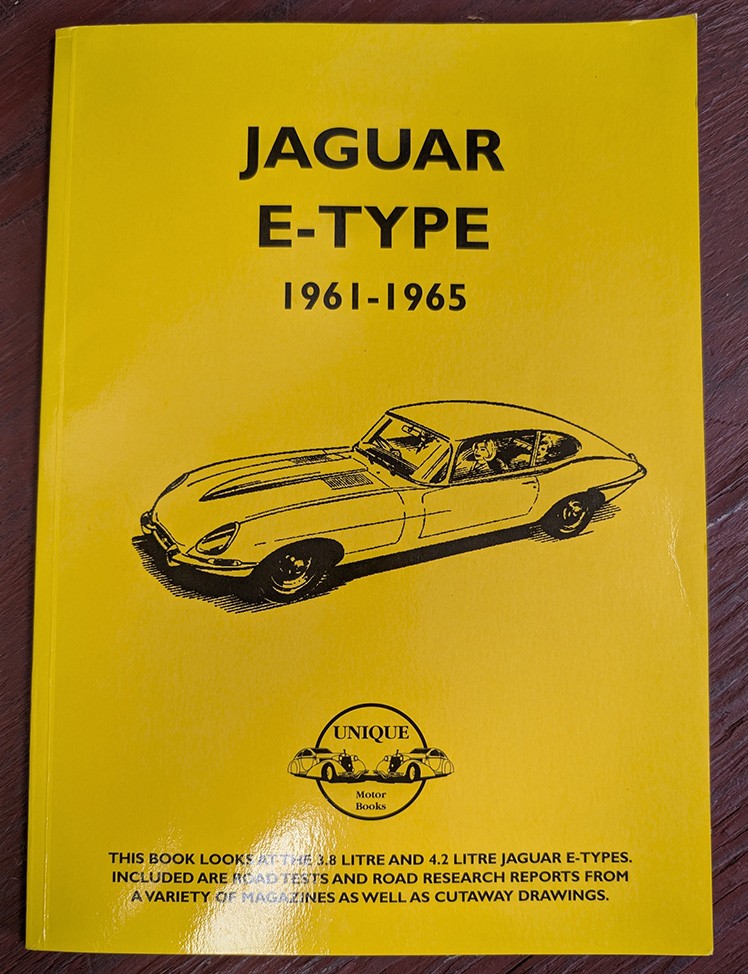 JAGUAR
E-TYPE
1961-1965
UNIQUE
Motor
Books
THIS BOOK LOOKS AT THE 3.8 LITRE AND 4.2 LITRE JAGUAR E-TYPES.
INCLUDED ARE ROAD TESTS AND ROAD RESEARCH REPORTS FROM
A VARIETY OF MAGAZINES AS WELL AS CUTAWAY DRAWINGS.